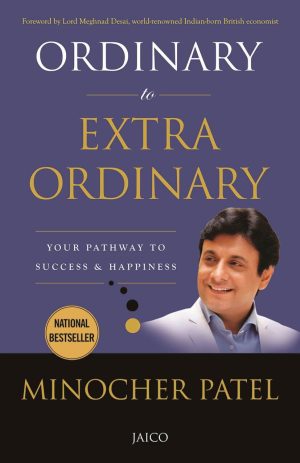 Foreword by Lord Meghnad Desai, world-renowned Indian-born British economist
ORDINARY
to
EXTRA
ORDINARY
YOUR PATHWAY TO
SUCCESS & HAPPINESS
NATIONAL
BESTSELLER
MINOCHER PATEL
JAICO